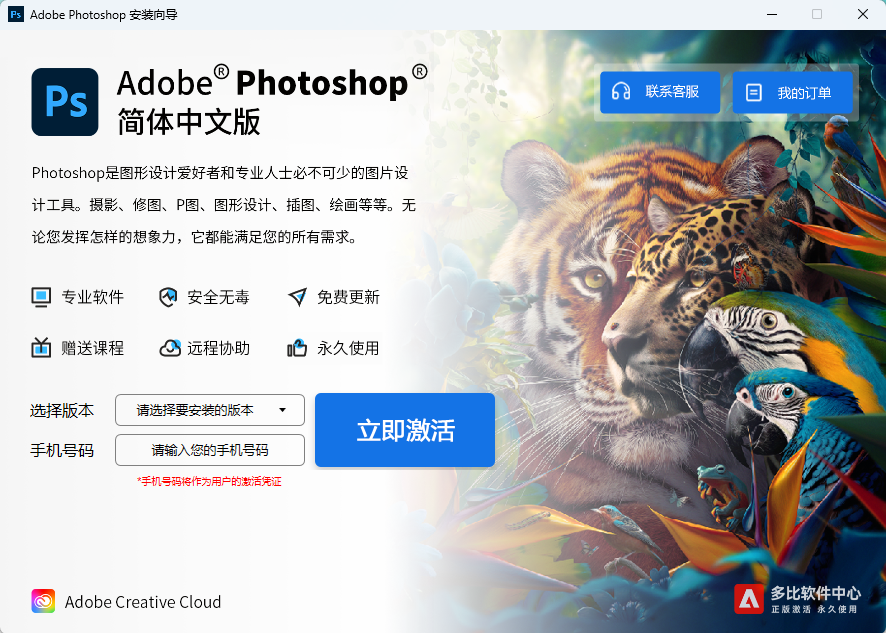 Ps Adobe Photoshop 安装向导
Ps Adobe® Photoshop®
简体中文版
联系客服 我的订单
Photoshop是图形设计爱好者和专业人士必不可少的图片设
计工具。摄影、修图、P图、图形设计、插图、绘画等等。无
论您发挥怎样的想象力，它都能满足您的所有需求。
专业软件 安全无毒 免费更新
赠送课程 远程协助 永久使用
选择版本 请选择要安装的版本
手机号码 请输入您的手机号码
立即激活
*手机号码将作为用户的激活凭证
Adobe Creative Cloud
多比软件中心
正版激活 永久使用